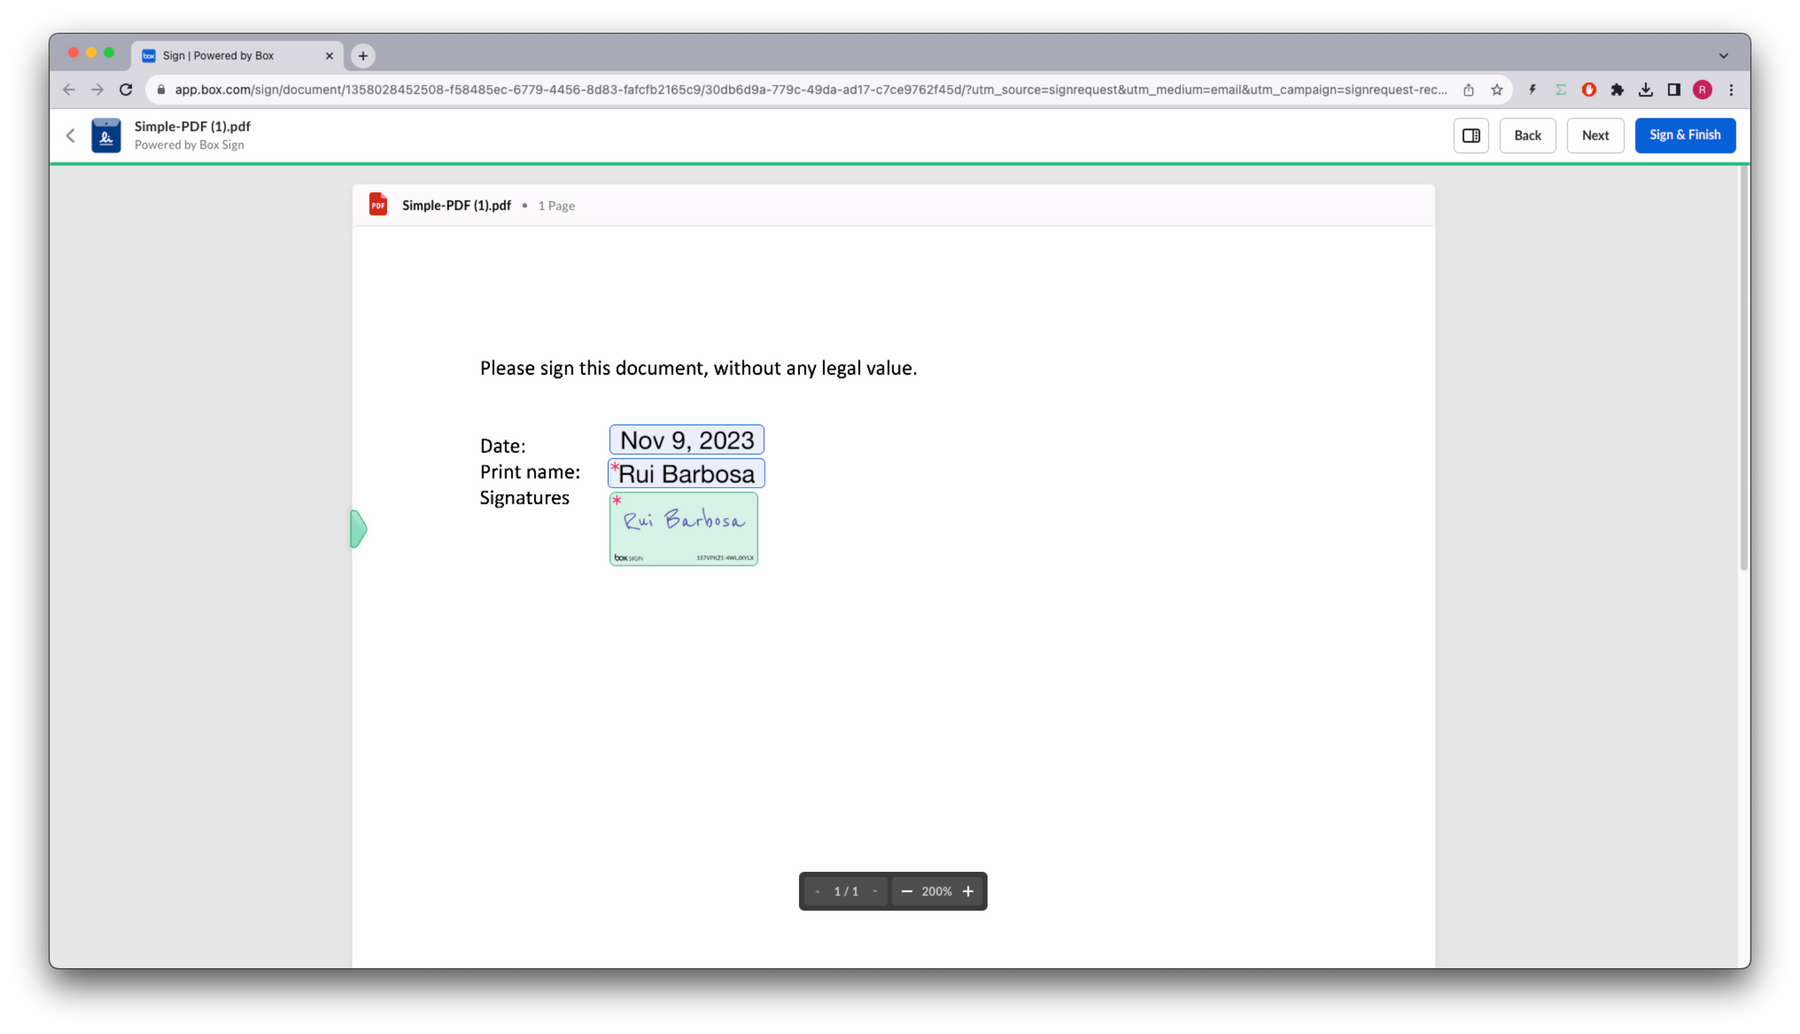 Sign | Powered by Box
app.box.com/sign/document/1358028452508-f58485ec-6779-4456-8d83-fafcfb2165c9/30db6d9a-779c-49da-ad17-c7ce9762f45d/?utm_source=signrequest&utm_medium=email&utm_campaign=signrequest-rec...
R
Simple-PDF (1).pdf
Powered by Box Sign
Back
Next
Sign & Finish
PDF
Simple-PDF (1).pdf • 1 Page
Please sign this document, without any legal value.
Date: Nov 9, 2023
Print name: *Rui Barbosa
Signatures *
Rui Barbosa
box SIGN
1 / 1 — 200% +